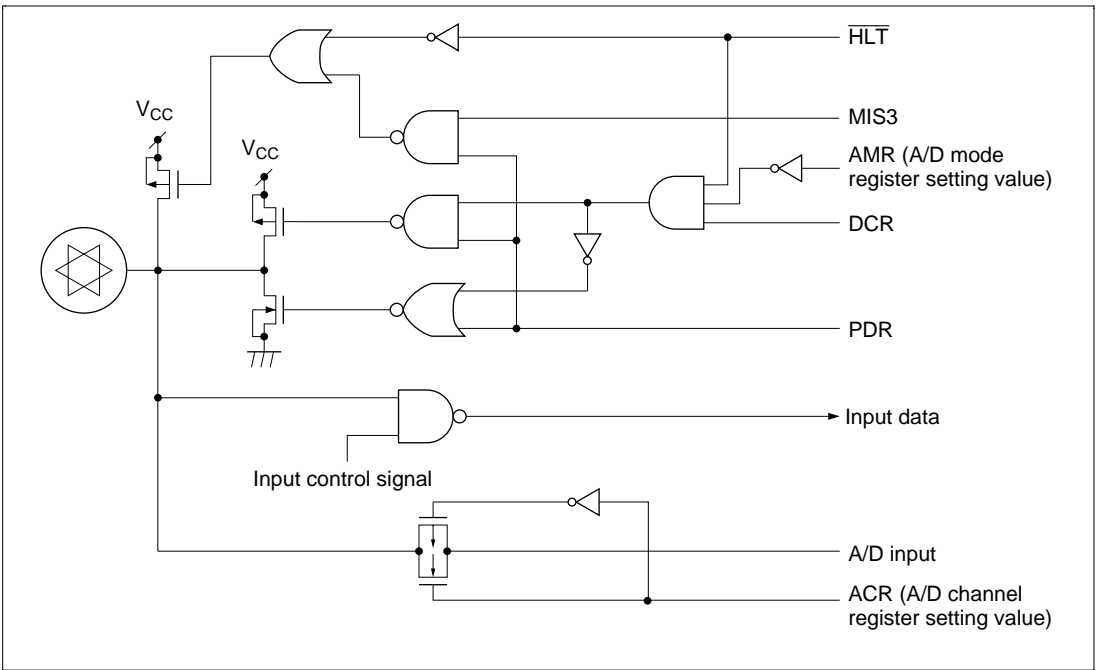 HLT
MIS3
VCC
VCC
AMR (A/D mode
register setting value)
DCR
PDR
Input data
Input control signal
A/D input
ACR (A/D channel
register setting value)